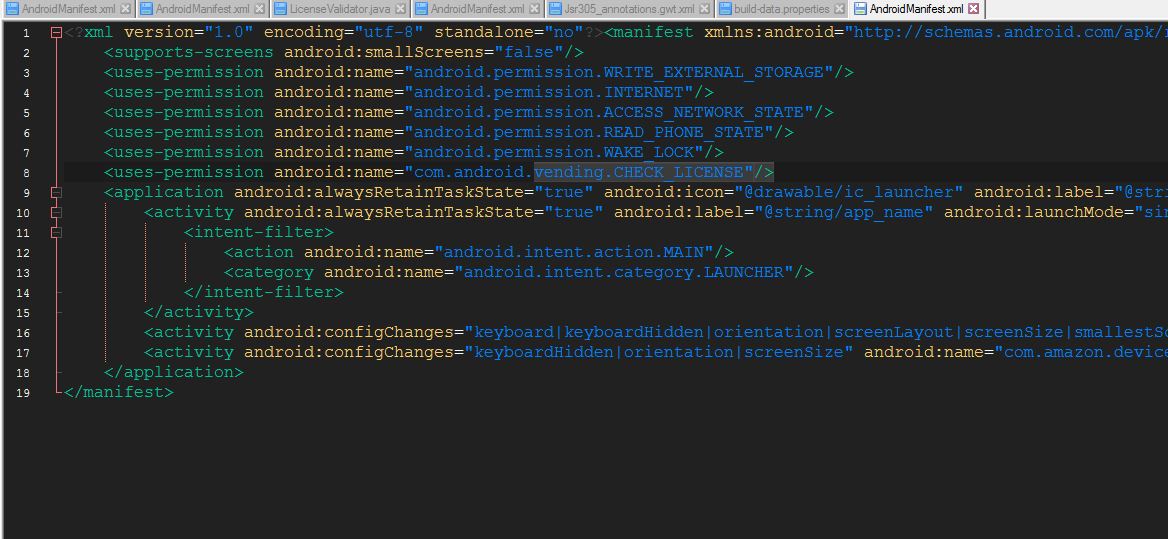 AndroidManifest.xml AndroidManifest.xml LicenseValidator.java AndroidManifest.xml Jsr305_annotations.gwt.xml build-data.properties AndroidManifest.xml
1 <?xml version="1.0" encoding="utf-8" standalone="no"?><manifest xmlns:android="http://schemas.android.com/apk/
2 <supports-screens android:smallScreens="false"/>
3 <uses-permission android:name="android.permission.WRITE_EXTERNAL_STORAGE"/>
4 <uses-permission android:name="android.permission.INTERNET"/>
5 <uses-permission android:name="android.permission.ACCESS_NETWORK_STATE"/>
6 <uses-permission android:name="android.permission.READ_PHONE_STATE"/>
7 <uses-permission android:name="android.permission.WAKE_LOCK"/>
8 <uses-permission android:name="com.android.vending.CHECK_LICENSE"/>
9 <application android:alwaysRetainTaskState="true" android:icon="@drawable/ic_launcher" android:label="@stri
10 <activity android:alwaysRetainTaskState="true" android:label="@string/app_name" android:launchMode="sin
11 <intent-filter>
12 <action android:name="android.intent.action.MAIN"/>
13 <category android:name="android.intent.category.LAUNCHER"/>
14 </intent-filter>
15 </activity>
16 <activity android:configChanges="keyboard|keyboardHidden|orientation|screenLayout|screenSize|smallestSc
17 <activity android:configChanges="keyboardHidden|orientation|screenSize" android:name="com.amazon.device
18 </application>
19 </manifest>